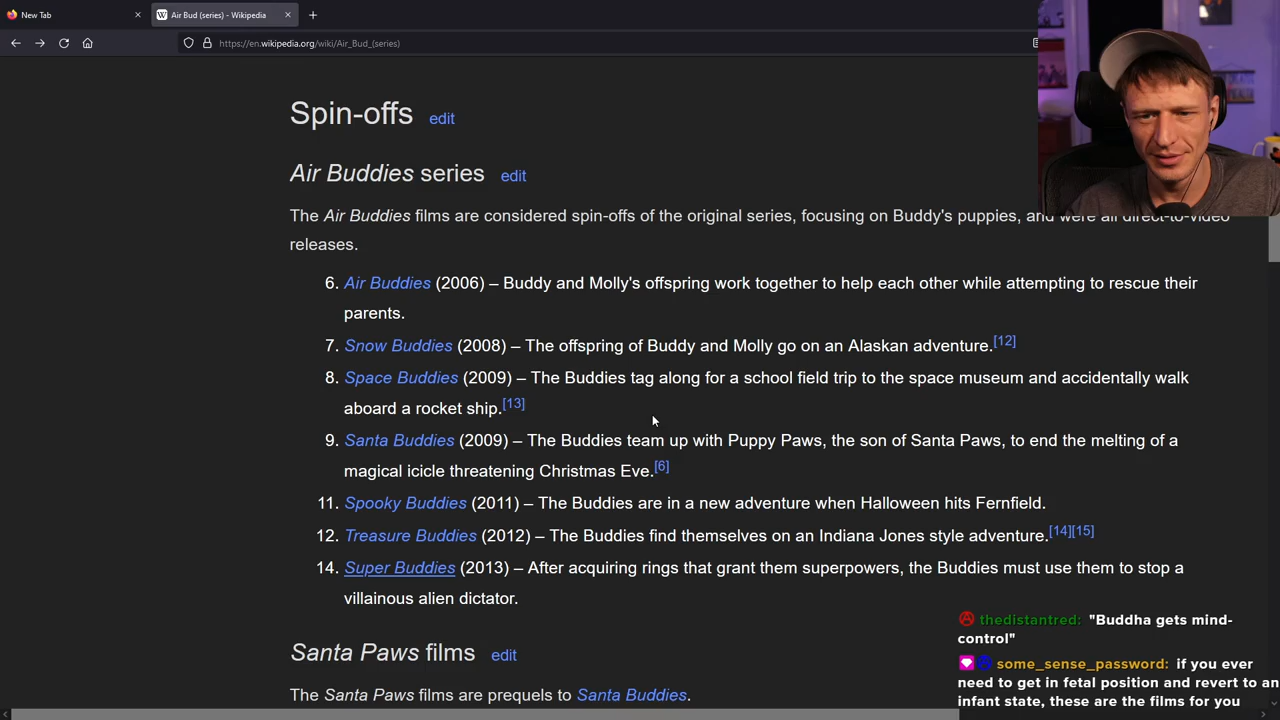 New Tab
Air Bud (series) - Wikipedia
https://en.wikipedia.org/wiki/Air_Bud_(series)
Spin-offs edit
Air Buddies series edit
The Air Buddies films are considered spin-offs of the original series, focusing on Buddy's puppies, and were all direct-to-video
releases.
6. Air Buddies (2006) – Buddy and Molly's offspring work together to help each other while attempting to rescue their
parents.
7. Snow Buddies (2008) – The offspring of Buddy and Molly go on an Alaskan adventure.[12]
8. Space Buddies (2009) – The Buddies tag along for a school field trip to the space museum and accidentally walk
aboard a rocket ship.[13]
9. Santa Buddies (2009) – The Buddies team up with Puppy Paws, the son of Santa Paws, to end the melting of a
magical icicle threatening Christmas Eve.[6]
11. Spooky Buddies (2011) – The Buddies are in a new adventure when Halloween hits Fernfield.
12. Treasure Buddies (2012) – The Buddies find themselves on an Indiana Jones style adventure.[14][15]
14. Super Buddies (2013) – After acquiring rings that grant them superpowers, the Buddies must use them to stop a
villainous alien dictator.
Santa Paws films edit
The Santa Paws films are prequels to Santa Buddies.
thedistantred: "Buddha gets mind-
control"
some_sense_password: if you ever
need to get in fetal position and revert to an
infant state, these are the films for you